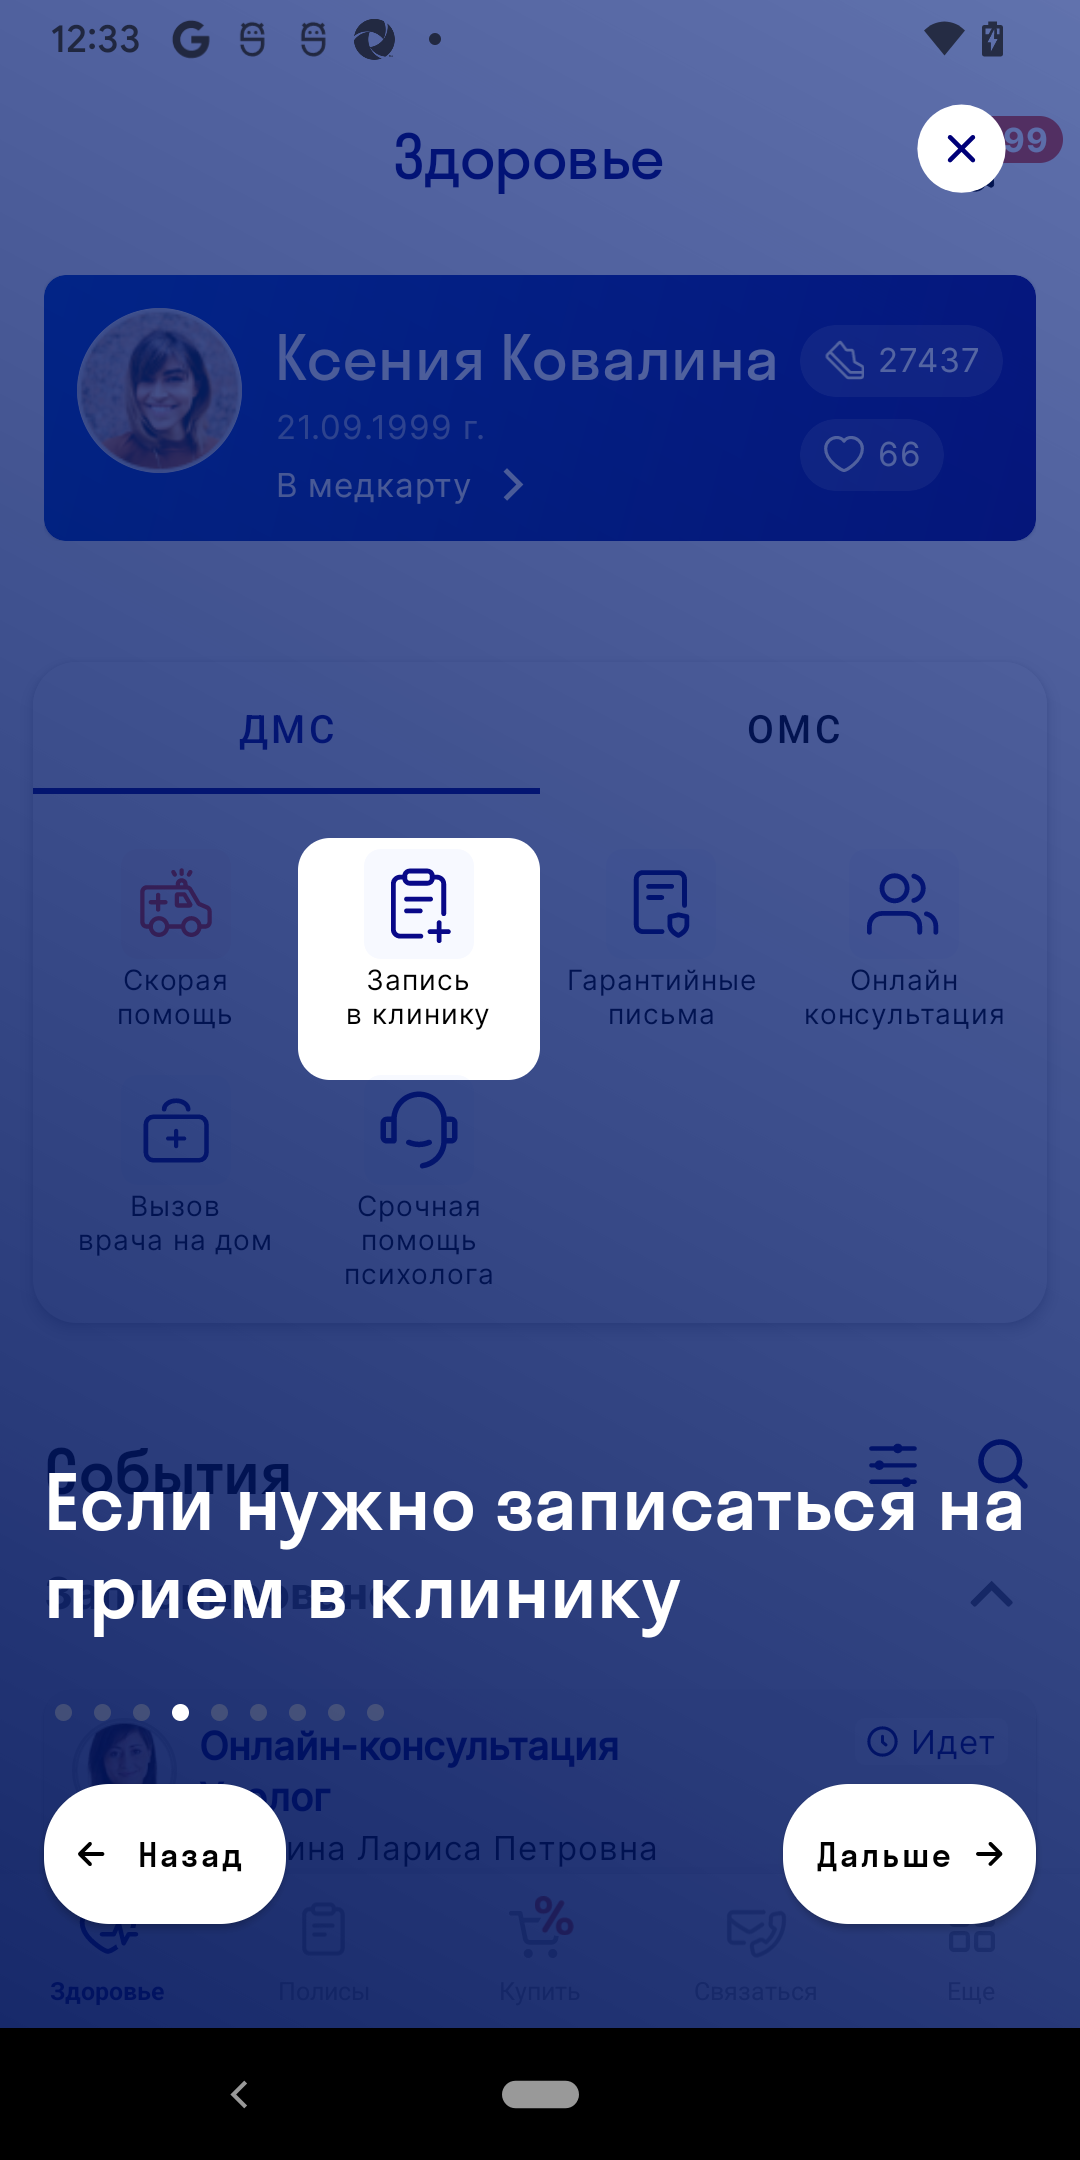 12:33
Здоровье
99
Ксения Ковалина
27437
21.09.1999 г.
66
В медкарту
ДМС
ОМС
Скорая
помощь
Запись
в клинику
Гарантийные
письма
Онлайн
консультация
Вызов
врача на дом
Срочная
помощь
психолога
События
Если нужно записаться на
прием в клинику
Онлайн-консультация
Идет
лог
ина Лариса Петровна
Назад
Дальше
Здоровье
Полисы
Купить
Связаться
Еще